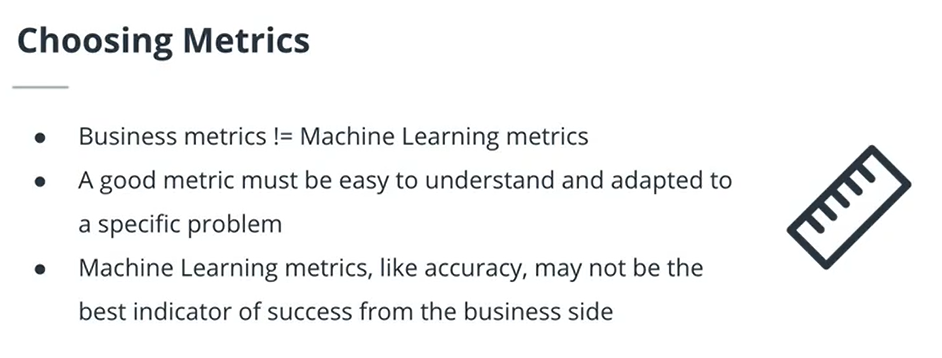 Choosing Metrics
● Business metrics != Machine Learning metrics
● A good metric must be easy to understand and adapted to
a specific problem
● Machine Learning metrics, like accuracy, may not be the
best indicator of success from the business side